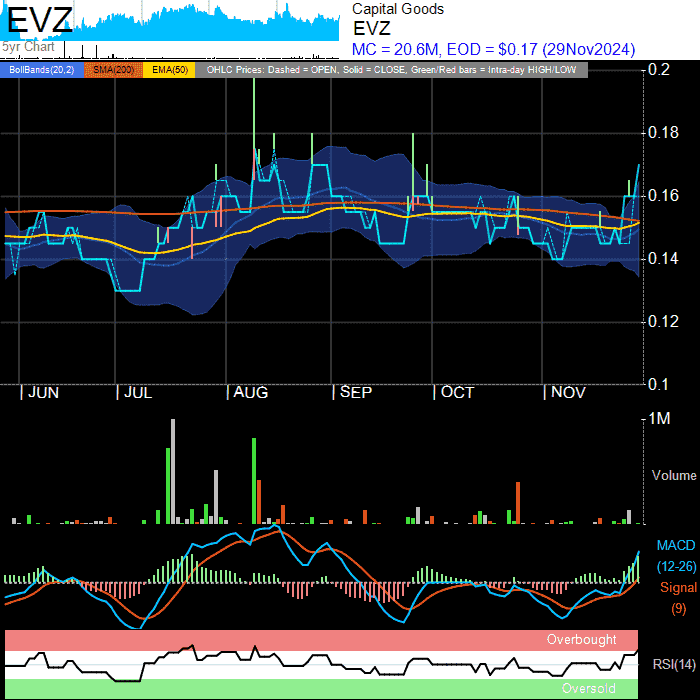 EVZ
5yr Chart
Capital Goods
EVZ
MC = 20.6M, EOD = $0.17 (29Nov2024)
BollBands(20,2) SMA(200) EMA(50) OHLC Prices: Dashed = OPEN, Solid = CLOSE, Green/Red bars = Intra-day HIGH/LOW
0.2
0.18
0.16
0.14
0.12
0.1
JUN JUL AUG SEP OCT NOV
1M
Volume
MACD
(12-26)
Signal
(9)
Overbought
RSI(14)
Oversold